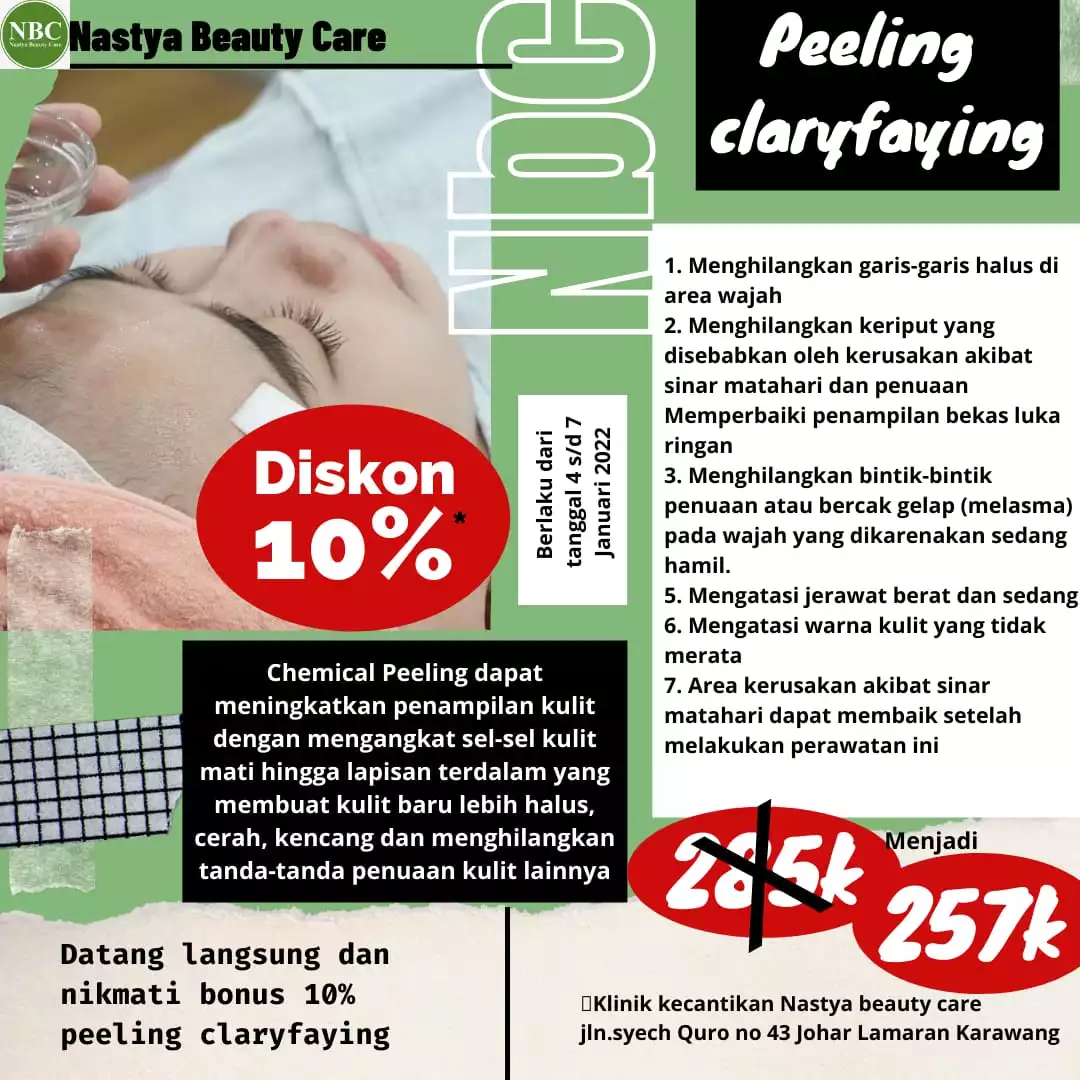 NBC
Nastya Beauty Care
Nastya Beauty Care
Nbc
Peeling
claryfaying
1. Menghilangkan garis-garis halus di
area wajah
2. Menghilangkan keriput yang
disebabkan oleh kerusakan akibat
sinar matahari dan penuaan
Memperbaiki penampilan bekas luka
ringan
3. Menghilangkan bintik-bintik
penuaan atau bercak gelap (melasma)
pada wajah yang dikarenakan sedang
hamil.
5. Mengatasi jerawat berat dan sedang
6. Mengatasi warna kulit yang tidak
merata
7. Area kerusakan akibat sinar
matahari dapat membaik setelah
melakukan perawatan ini
Diskon
10%*
Berlaku dari
tanggal 4 s/d 7
Januari 2022
Chemical Peeling dapat
meningkatkan penampilan kulit
dengan mengangkat sel-sel kulit
mati hingga lapisan terdalam yang
membuat kulit baru lebih halus,
cerah, kencang dan menghilangkan
tanda-tanda penuaan kulit lainnya
285k
Menjadi
257k
Datang langsung dan
nikmati bonus 10%
peeling claryfaying
Klinik kecantikan Nastya beauty care
jln.syech Quro no 43 Johar Lamaran Karawang